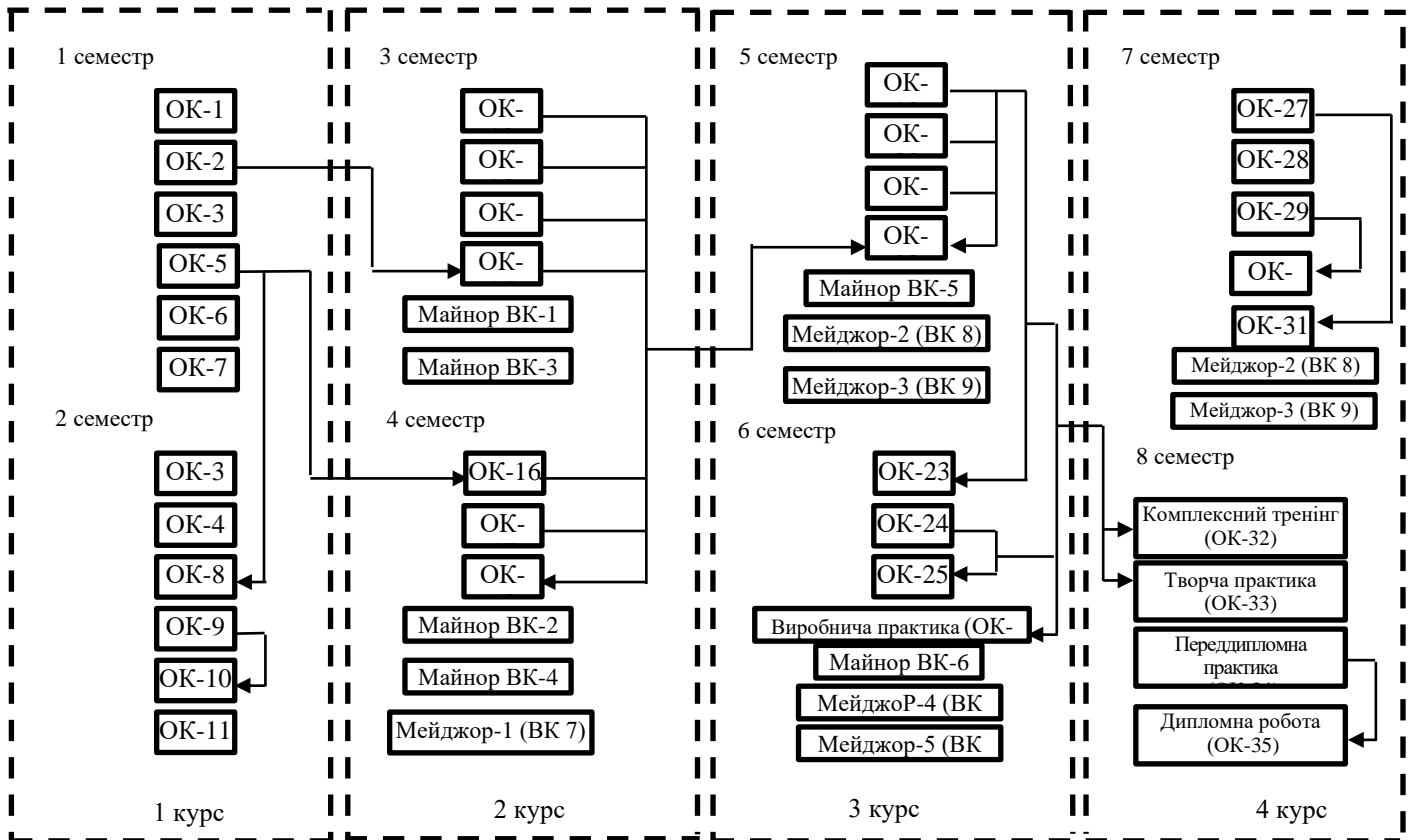 1 семестр
ОК-1
ОК-2
ОК-3
ОК-5
ОК-6
ОК-7
2 семестр
ОК-3
ОК-4
ОК-8
ОК-9
ОК-10
ОК-11
1 курс
3 семестр
ОК-
ОК-
ОК-
ОК-
Майнор ВК-1
Майнор ВК-3
4 семестр
ОК-16
ОК-
ОК-
Майнор ВК-2
Майнор ВК-4
Мейджор-1 (ВК 7)
2 курс
5 семестр
ОК-
ОК-
ОК-
ОК-
Майнор ВК-5
Мейджор-2 (ВК 8)
Мейджор-3 (ВК 9)
6 семестр
ОК-23
ОК-24
ОК-25
Виробнича практика (ОК-
Майнор ВК-6
МейджоР-4 (ВК
Мейджор-5 (ВК
3 курс
7 семестр
ОК-27
ОК-28
ОК-29
ОК-
ОК-31
Мейджор-2 (ВК 8)
Мейджор-3 (ВК 9)
8 семестр
Комплексний тренінг
(ОК-32)
Творча практика
(ОК-33)
Переддипломна
практика
Дипломна робота
(ОК-35)
4 курс